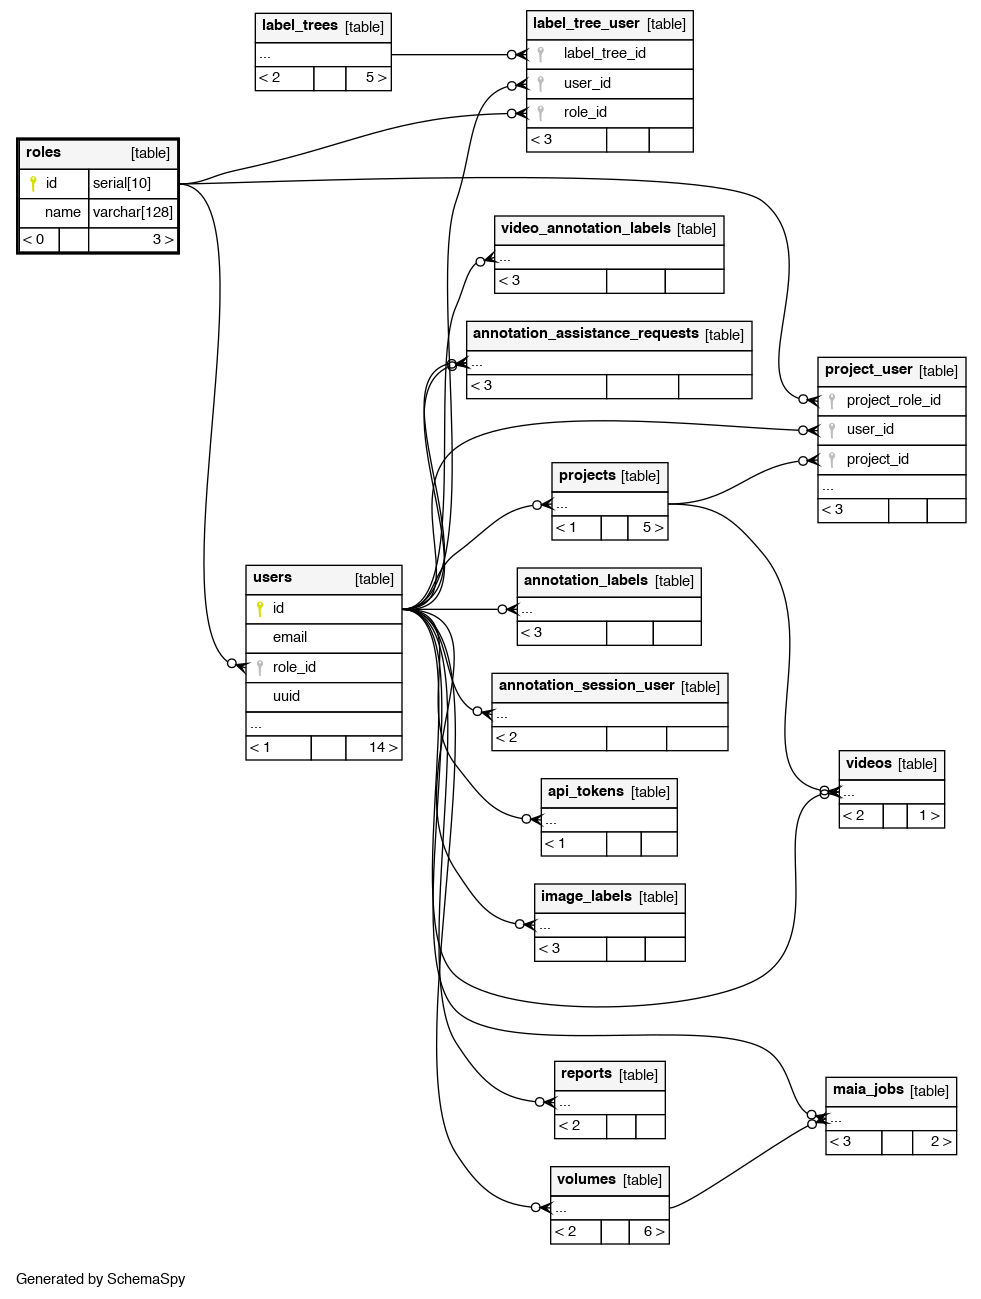 label_trees [table]
...
< 2 5 >
label_tree_user [table]
label_tree_id
user_id
role_id
< 3
roles [table]
id serial[10]
name varchar[128]
< 0 3 >
video_annotation_labels [table]
...
< 3
annotation_assistance_requests [table]
...
< 3
project_user [table]
project_role_id
user_id
project_id
...
< 3
projects [table]
...
< 1 5 >
users [table]
id
email
role_id
uuid
...
< 1 14 >
annotation_labels [table]
...
< 3
annotation_session_user [table]
...
< 2
videos [table]
...
< 2 1 >
api_tokens [table]
...
< 1
image_labels [table]
...
< 3
reports [table]
...
< 2
maia_jobs [table]
...
< 3 2 >
volumes [table]
...
< 2 6 >
Generated by SchemaSpy